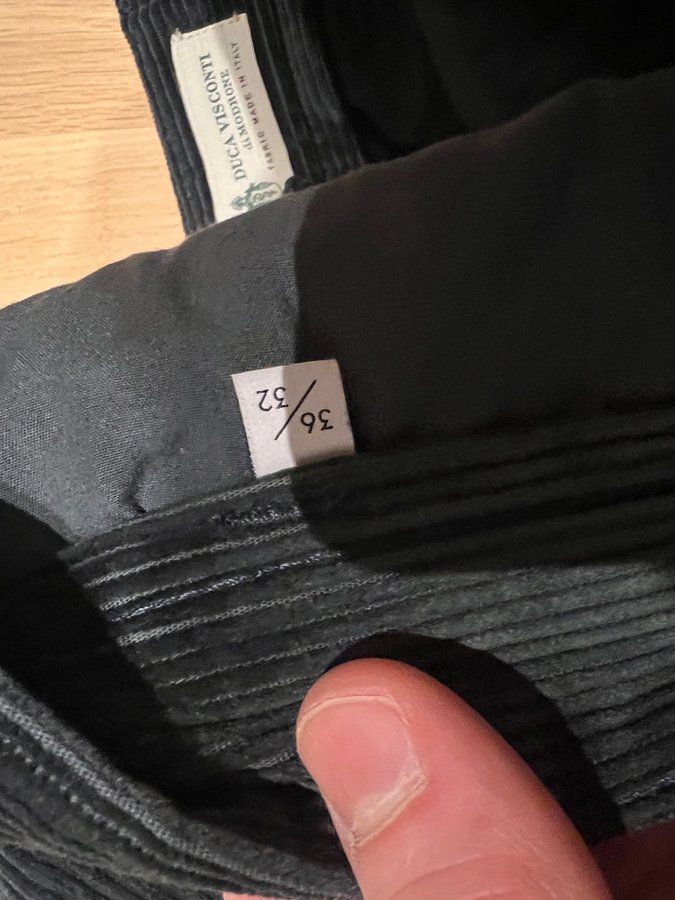 DUCA VISCONTI
di MODRONE
FABRIC MADE IN ITALY
36/32